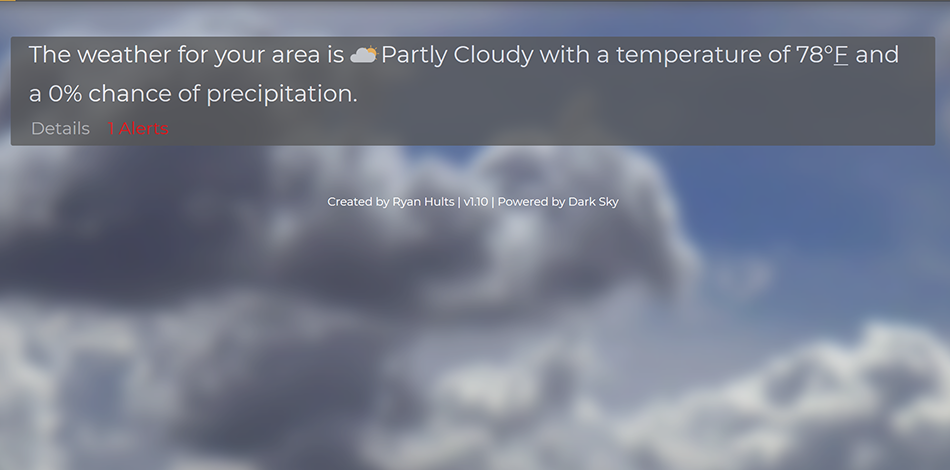 The weather for your area is Partly Cloudy with a temperature of 78°F and
a 0% chance of precipitation.
Details 1 Alerts
Created by Ryan Hults | v1.10 | Powered by Dark Sky